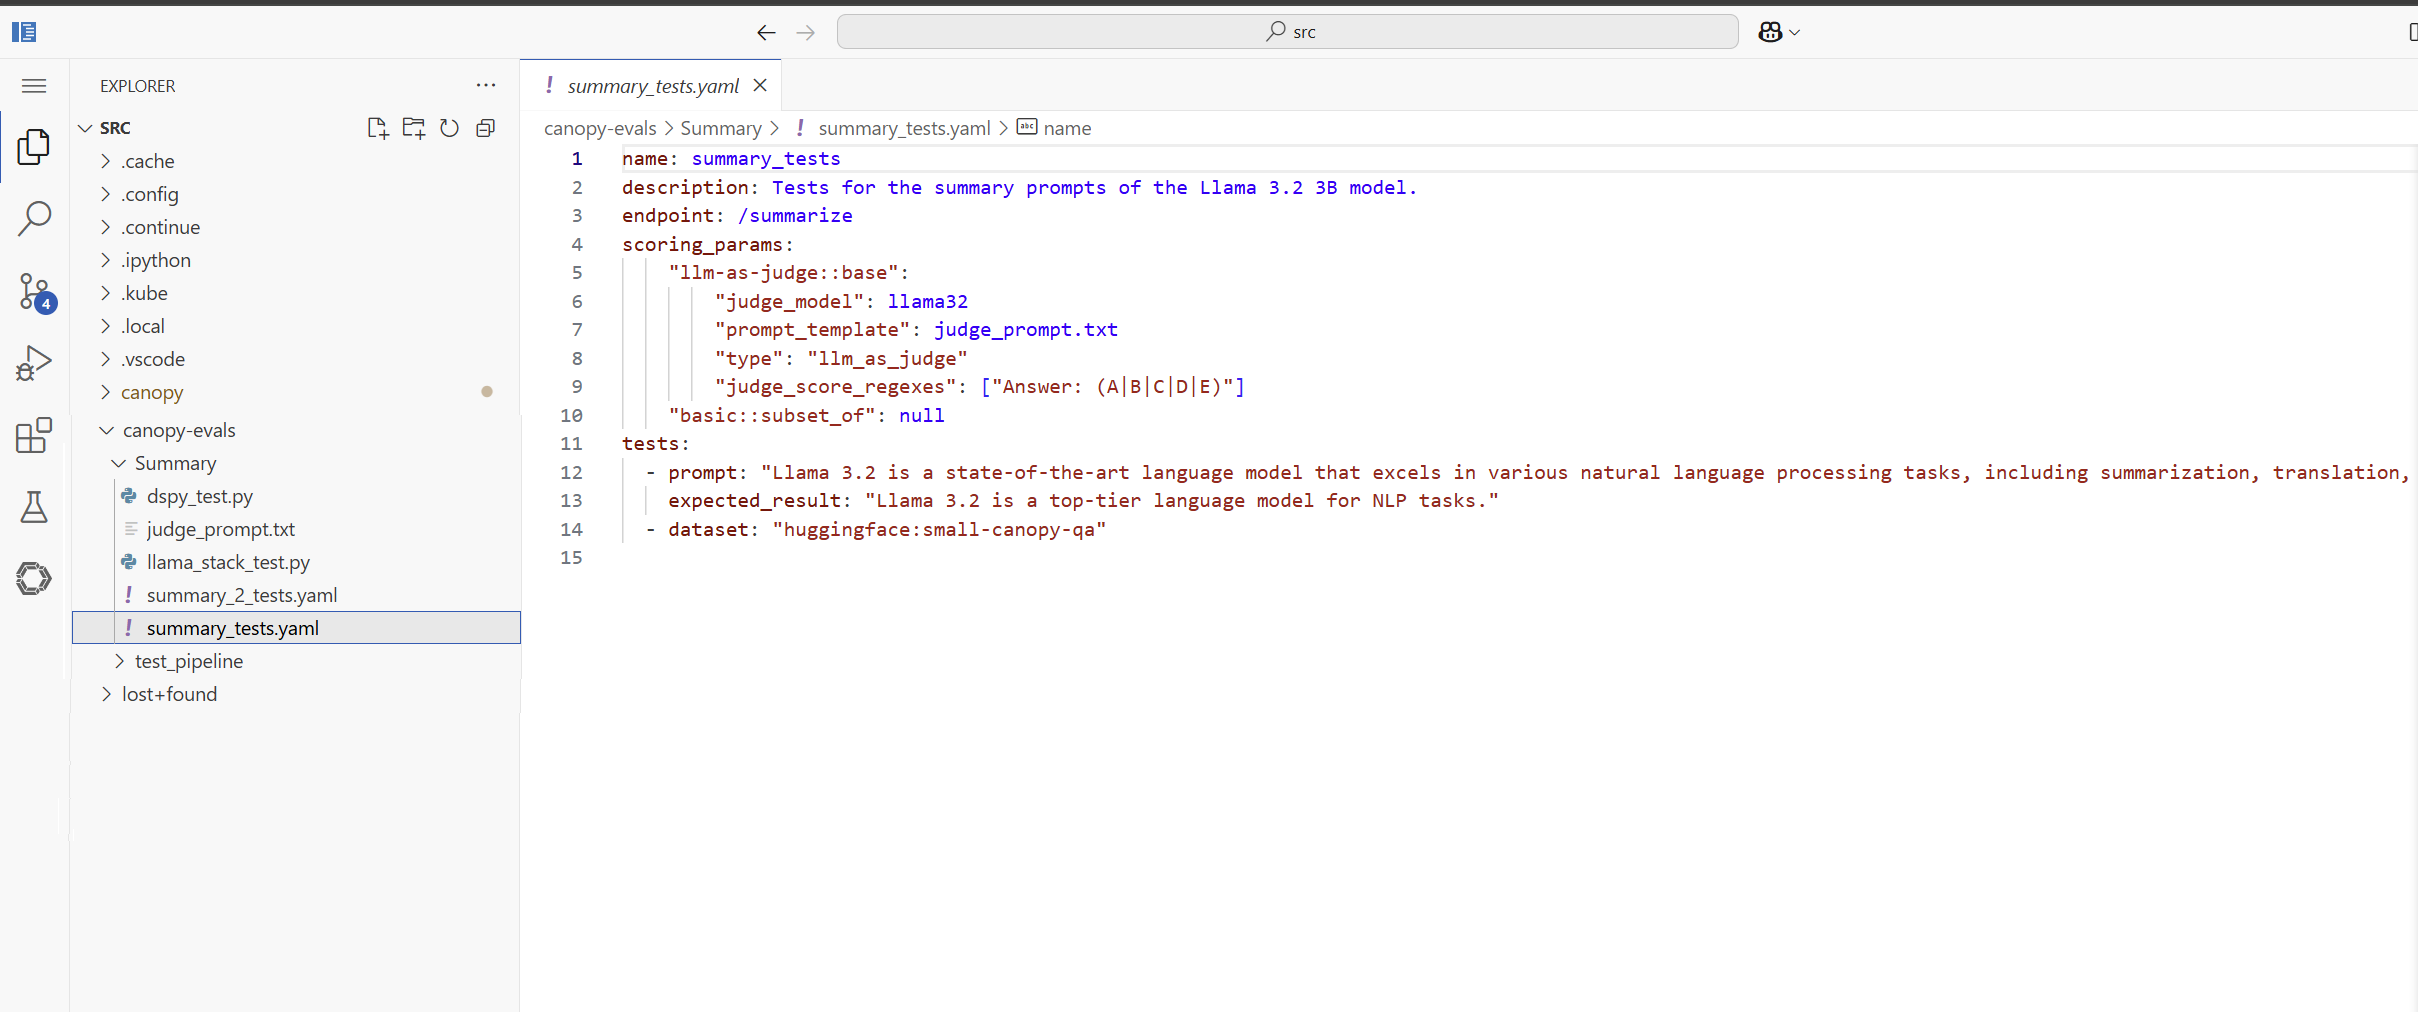 src
EXPLORER
SRC
.cache
.config
.continue
.ipython
.kube
.local
.vscode
canopy
canopy-evals
Summary
dspy_test.py
judge_prompt.txt
llama_stack_test.py
summary_2_tests.yaml
summary_tests.yaml
test_pipeline
lost+found
4
summary_tests.yaml
canopy-evals > Summary > ! summary_tests.yaml > abc name
1 name: summary_tests
2 description: Tests for the summary prompts of the Llama 3.2 3B model.
3 endpoint: /summarize
4 scoring_params:
5 "llm-as-judge::base":
6 "judge_model": llama32
7 "prompt_template": judge_prompt.txt
8 "type": "llm_as_judge"
9 "judge_score_regexes": ["Answer: (A|B|C|D|E)"]
10 "basic::subset_of": null
11 tests:
12 - prompt: "Llama 3.2 is a state-of-the-art language model that excels in various natural language processing tasks, including summarization, translation,
13 expected_result: "Llama 3.2 is a top-tier language model for NLP tasks."
14 - dataset: "huggingface:small-canopy-qa"
15